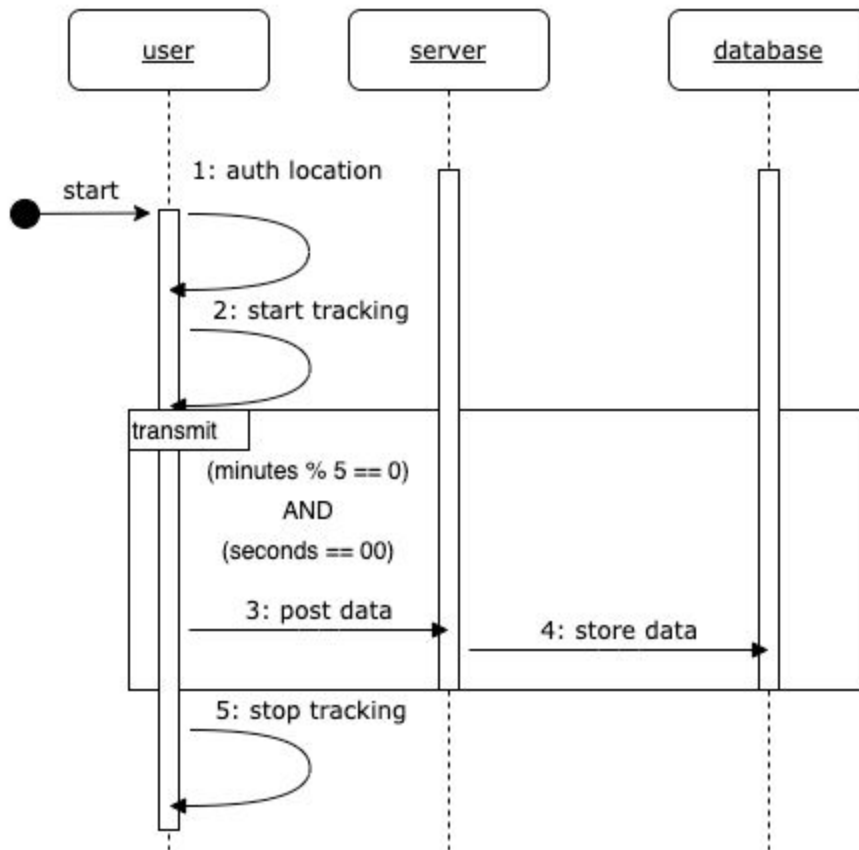 user
server
database
1: auth location
start
2: start tracking
transmit
(minutes % 5 == 0)
AND
(seconds == 00)
3: post data
4: store data
5: stop tracking